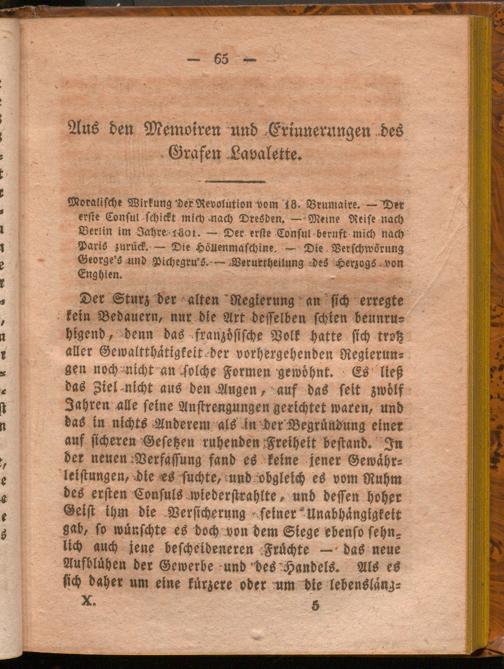 — 65 —
Aus den Memoiren und Erinnerungen des
Grafen Lavalette.
Moralische Wirkung der Revolution vom 18. Brumaire. — Der
erste Consul schickt mich nach Dresden. — Meine Reise nach
Berlin im Jahre 1801. — Der erste Consul beruft mich nach
Paris zurück. — Die Höllenmaschine. — Die Verschwörung
George's und Pichegru's. — Verurtheilung des Herzogs von
Enghien.
Der Sturz der alten Regierung an sich erregte
kein Bedauern, nur die Art desselben schien beunru-
higend, denn das französische Volk hatte sich trotz
aller Gewaltthätigkeit der vorhergehenden Regierun-
gen noch nicht an solche Formen gewöhnt. Es ließ
das Ziel nicht aus den Augen, auf das seit zwölf
Jahren alle seine Anstrengungen gerichtet waren, und
das in nichts Anderem als in der Begründung einer
auf sicheren Gesetzen ruhenden Freiheit bestand. In
der neuen Verfassung fand es keine jener Gewähr-
leistungen, die es suchte, und obgleich es vom Ruhm
des ersten Consuls wiederstrahlte, und dessen hoher
Geist ihm die Versicherung seiner Unabhängigkeit
gab, so wünschte es doch von dem Siege ebenso sehn-
lich auch jene bescheideneren Früchte — das neue
Aufblühen der Gewerbe und des Handels. Als es
sich daher um eine kürzere oder um die lebensläng-
X. 5